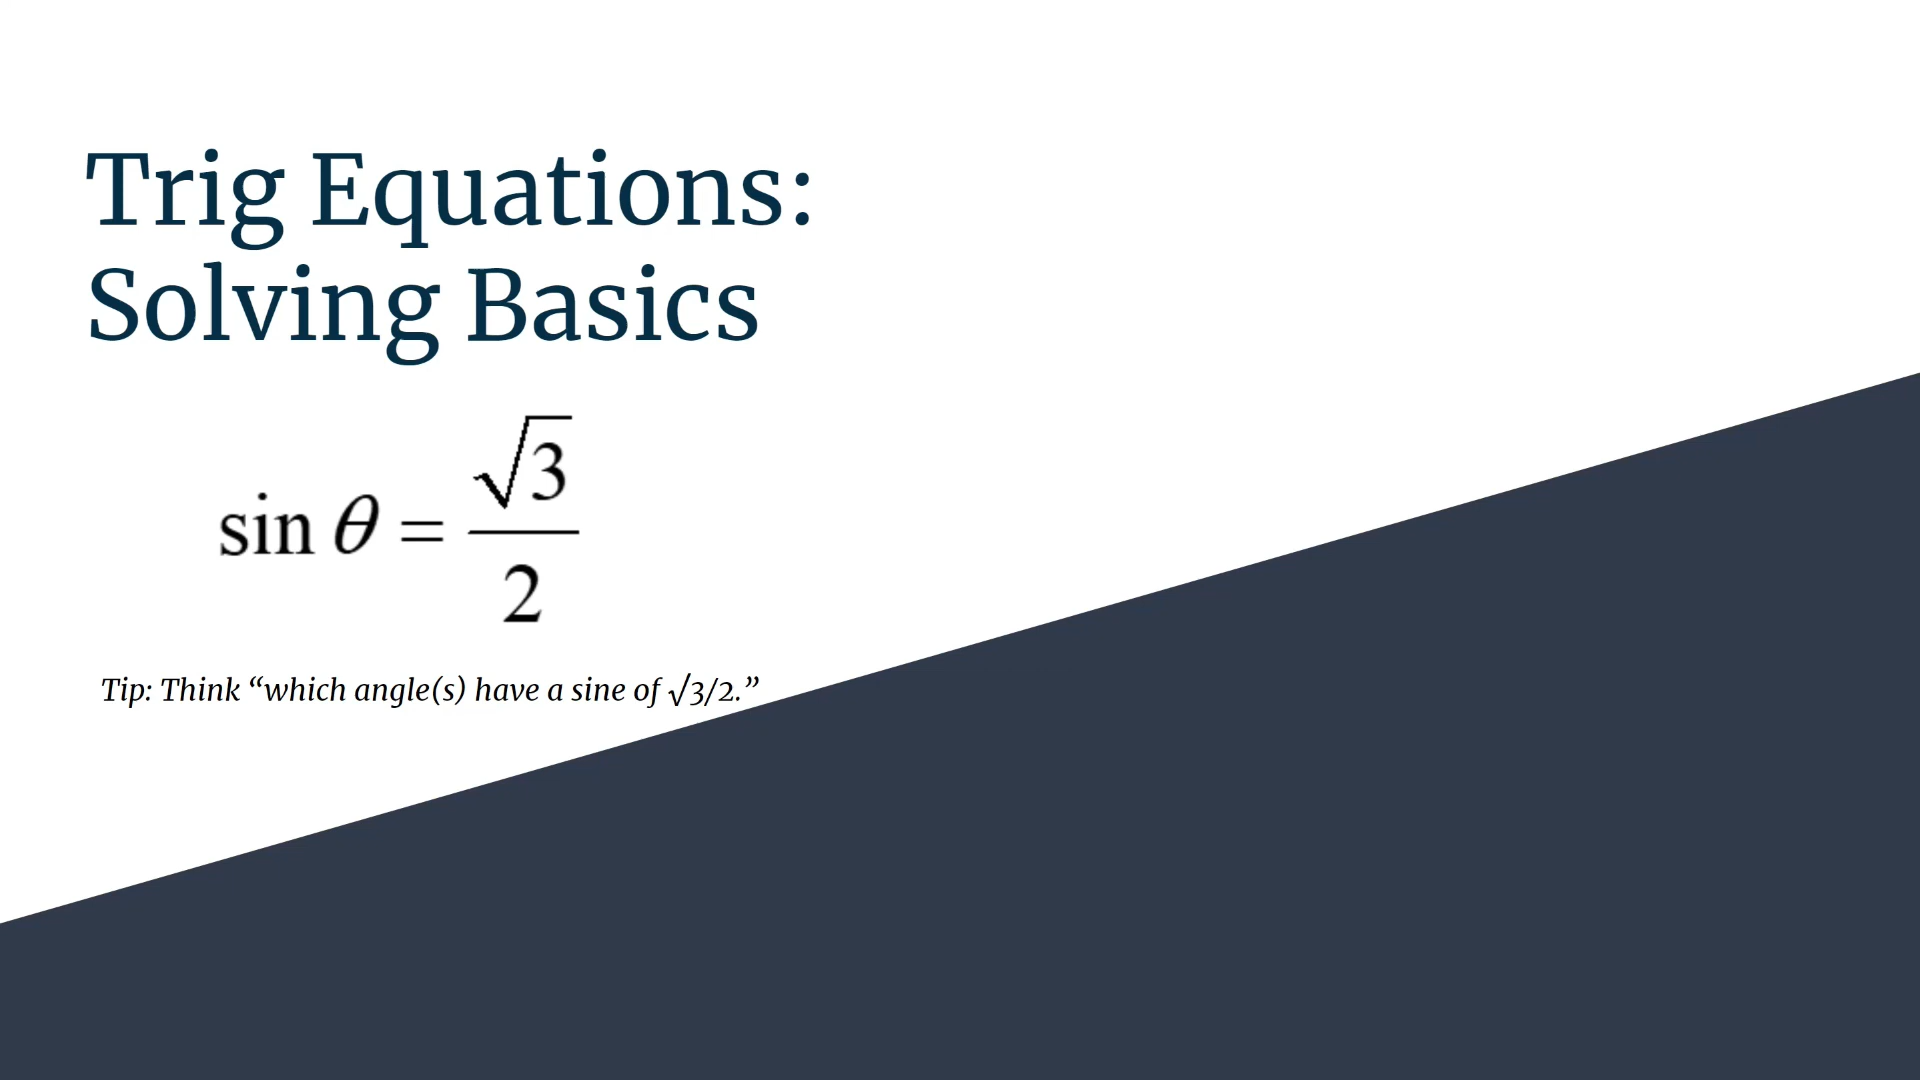 Trig Equations:
Solving Basics
sin θ = √3/2
Tip: Think “which angle(s) have a sine of √3/2.”